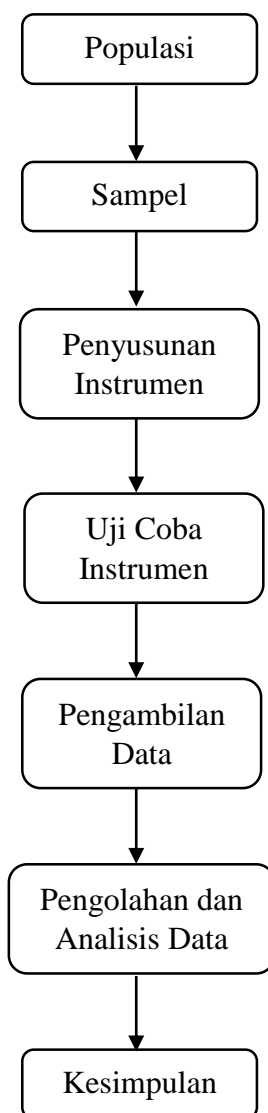 Populasi
Sampel
Penyusunan
Instrumen
Uji Coba
Instrumen
Pengambilan
Data
Pengolahan dan
Analisis Data
Kesimpulan